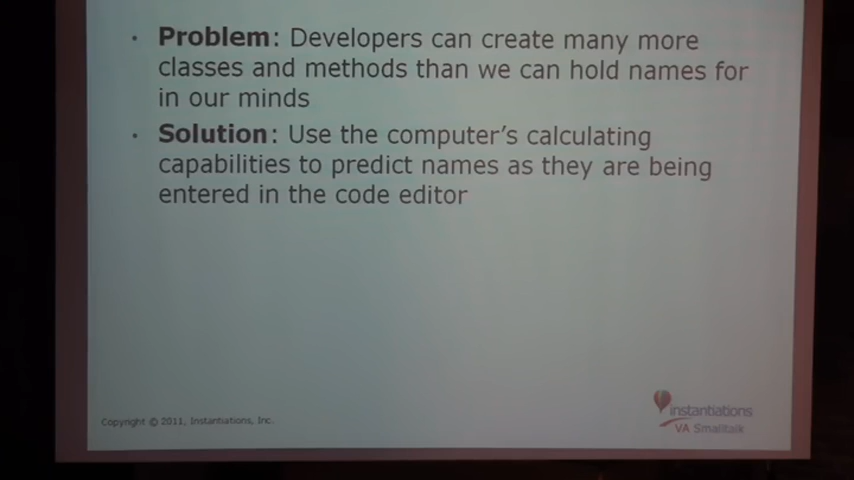 • Problem: Developers can create many more
classes and methods than we can hold names for
in our minds
• Solution: Use the computer's calculating
capabilities to predict names as they are being
entered in the code editor
Copyright © 2011, Instantiations, Inc.
instantiations
VA Smalltalk